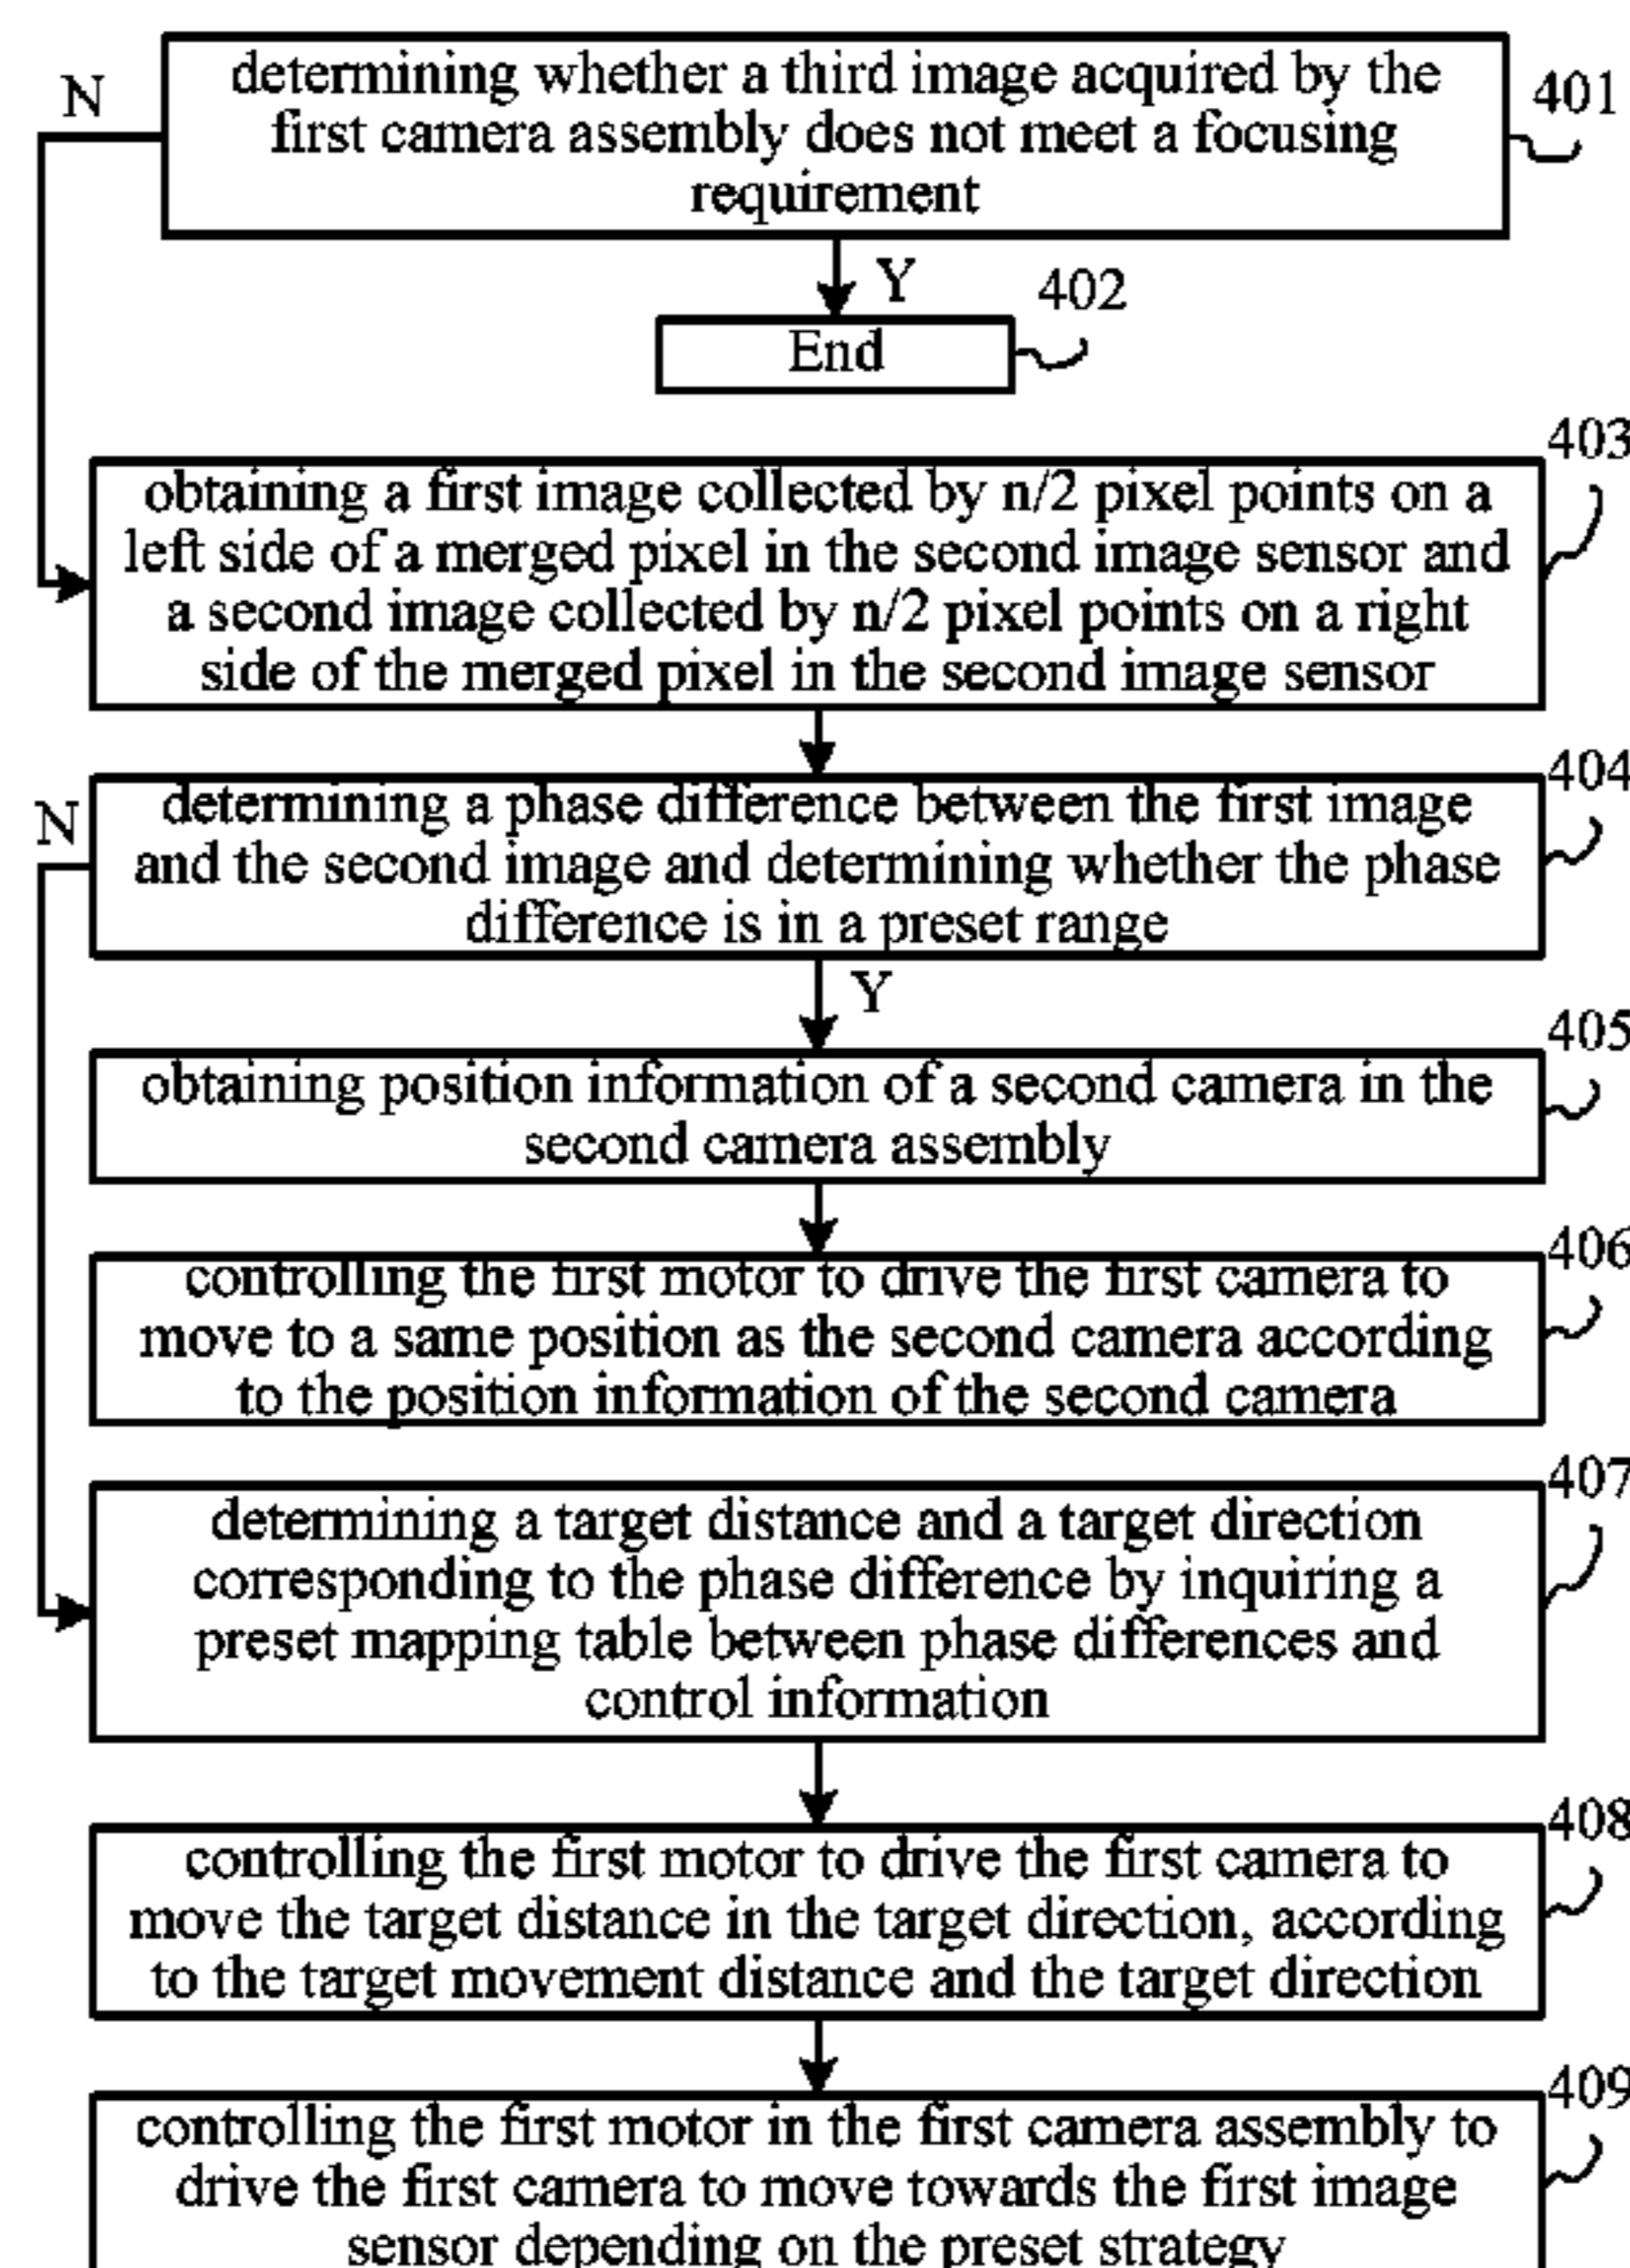 N
determining whether a third image acquired by the
first camera assembly does not meet a focusing
requirement
401
Y
402
End
403
obtaining a first image collected by n/2 pixel points on a
left side of a merged pixel in the second image sensor and
a second image collected by n/2 pixel points on a right
side of the merged pixel in the second image sensor
404
N
determining a phase difference between the first image
and the second image and determining whether the phase
difference is in a preset range
Y
405
obtaining position information of a second camera in the
second camera assembly
406
controlling the first motor to drive the first camera to
move to a same position as the second camera according
to the position information of the second camera
407
determining a target distance and a target direction
corresponding to the phase difference by inquiring a
preset mapping table between phase differences and
control information
408
controlling the first motor to drive the first camera to
move the target distance in the target direction, according
to the target movement distance and the target direction
409
controlling the first motor in the first camera assembly to
drive the first camera to move towards the first image
sensor depending on the preset strategy